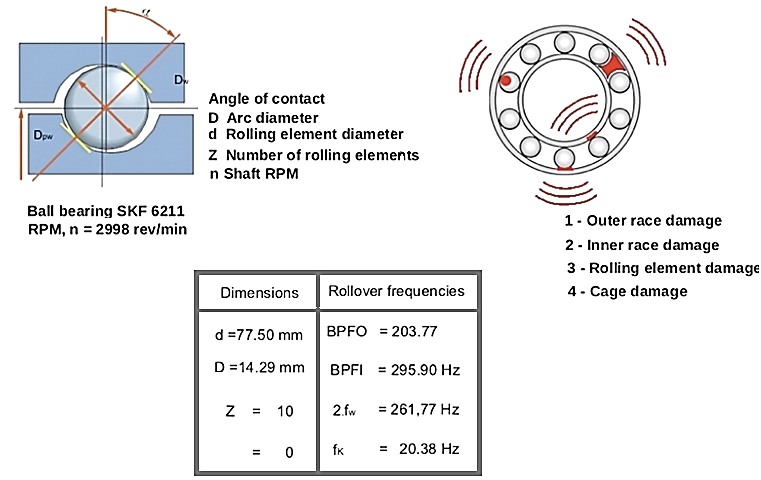 α
Dw
Dpw
Angle of contact
D Arc diameter
d Rolling element diameter
Z Number of rolling elements
n Shaft RPM
Ball bearing SKF 6211
RPM, n = 2998 rev/min
1 - Outer race damage
2 - Inner race damage
3 - Rolling element damage
4 - Cage damage
Dimensions Rollover frequencies
d =77.50 mm BPFO = 203.77
D =14.29 mm BPFI = 295.90 Hz
Z = 10 2.fw = 261,77 Hz
= 0 fK = 20.38 Hz